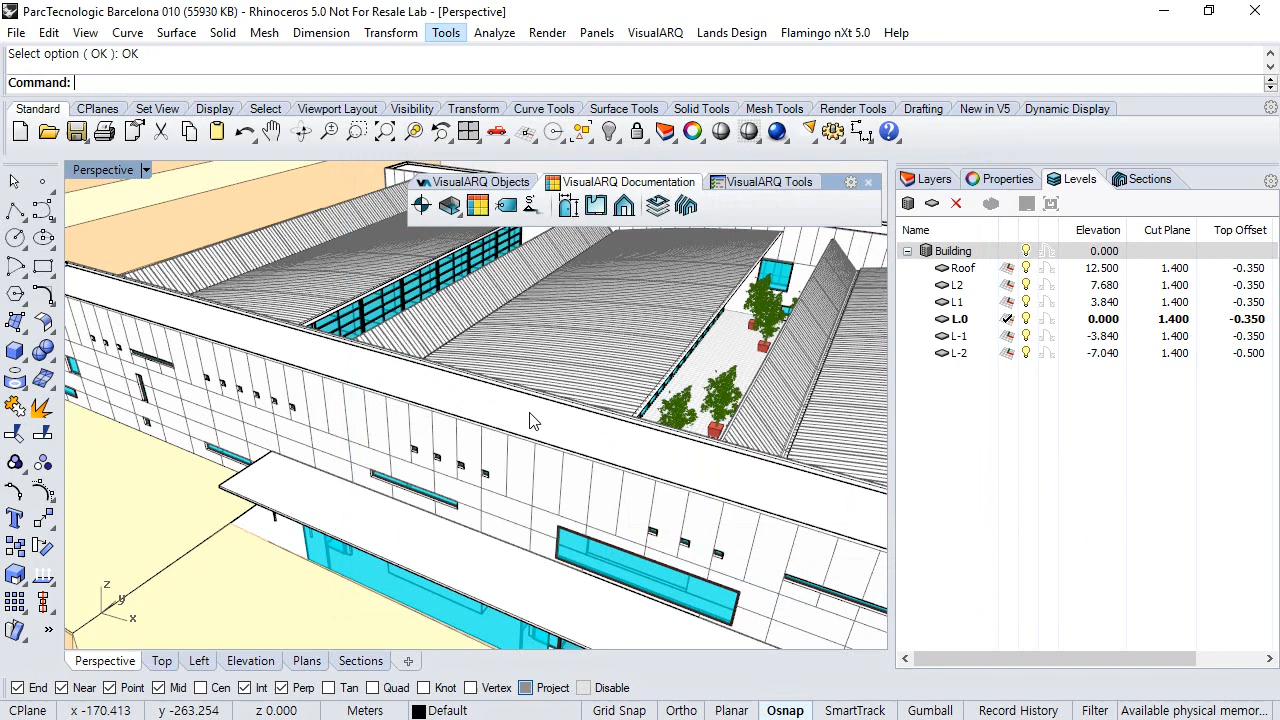 ParcTecnologic Barcelona 010 (55930 KB) - Rhinoceros 5.0 Not For Resale Lab - [Perspective]
File Edit View Curve Surface Solid Mesh Dimension Transform Tools Analyze Render Panels VisualARQ Lands Design Flamingo nXt 5.0 Help
Select option ( OK ): OK
Command:
Standard CPlanes Set View Display Select Viewport Layout Visibility Transform Curve Tools Surface Tools Solid Tools Mesh Tools Render Tools Drafting New in V5 Dynamic Display
Perspective
VisualARQ Objects VisualARQ Documentation VisualARQ Tools
Layers Properties Levels Sections
Name Elevation Cut Plane Top Offset
Building 0.000
Roof 12.500 1.400 -0.350
L2 7.680 1.400 -0.350
L1 3.840 1.400 -0.350
L.0 0.000 1.400 -0.350
L-1 -3.840 1.400 -0.350
L-2 -7.040 1.400 -0.500
z
y
x
Perspective Top Left Elevation Plans Sections
End Near Point Mid Cen Int Perp Tan Quad Knot Vertex Project Disable
CPlane x -170.413 y -263.254 z 0.000 Meters Default Grid Snap Ortho Planar Osnap SmartTrack Gumball Record History Filter Available physical memor...